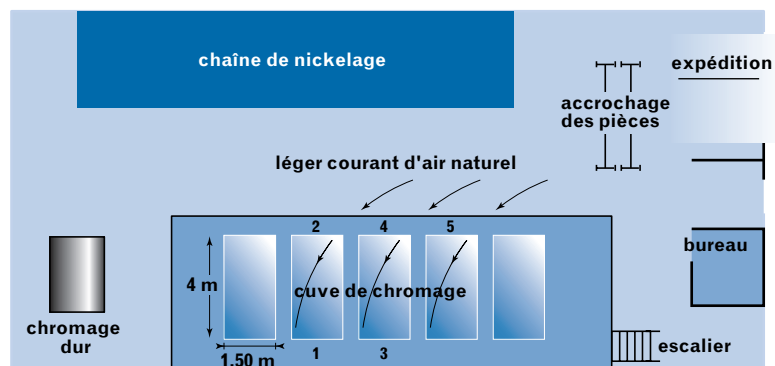 chaîne de nickelage
expédition
accrochage
des pièces
léger courant d'air naturel
2 4 5
bureau
4 m
cuve de chromage
chromage
dur
1 3
1,50 m
escalier